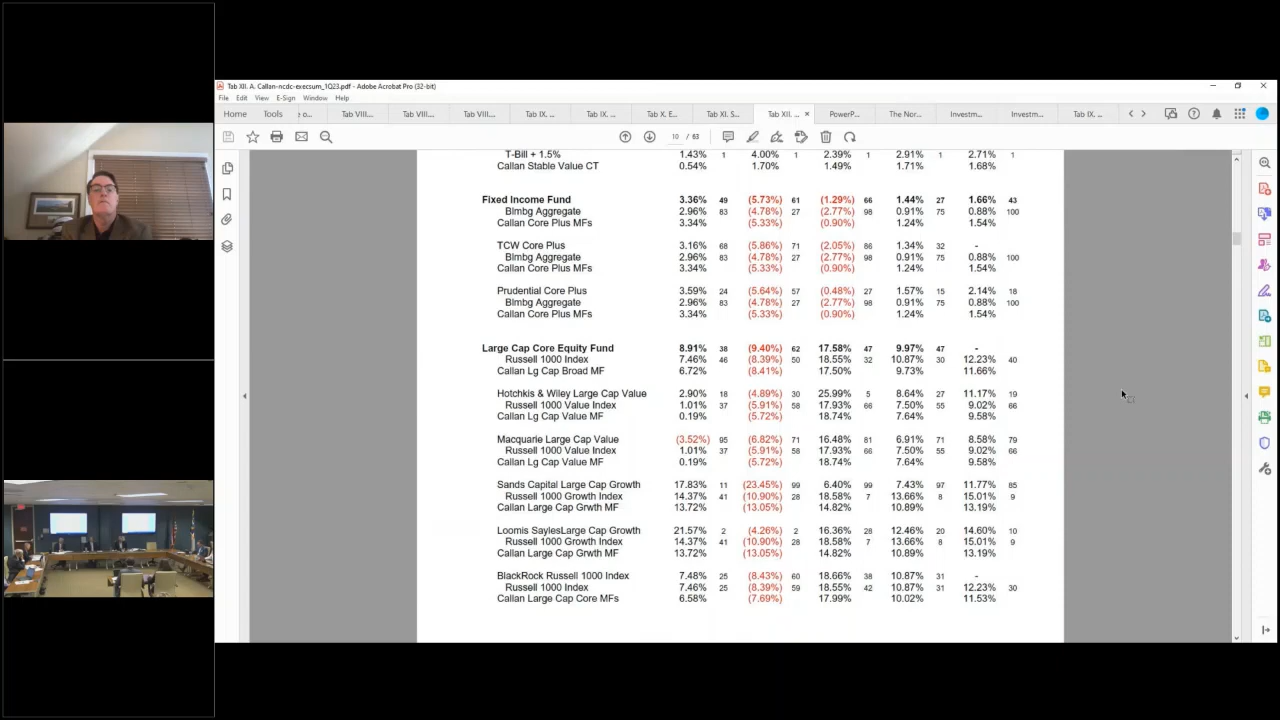 Tab XII. A. Callan-ncdc-execsum_1Q23.pdf - Adobe Acrobat Pro (32-bit)
File Edit View E-Sign Window Help
Home Tools e o... Tab VIII.... Tab VIII.... Tab VIII.... Tab IX. ... Tab IX. ... Tab X. E... Tab XI. S... Tab XII. ... × PowerP... The Nor... Investm... Investm... Tab IX. ...
10 / 63
T-Bill + 1.5% 1.43% 1 4.00% 1 2.39% 1 2.91% 1 2.71% 1
Callan Stable Value CT 0.54% 1.70% 1.49% 1.71% 1.68%
Fixed Income Fund 3.36% 49 (5.73%) 61 (1.29%) 66 1.44% 27 1.66% 43
Blmbg Aggregate 2.96% 83 (4.78%) 27 (2.77%) 98 0.91% 75 0.88% 100
Callan Core Plus MFs 3.34% (5.33%) (0.90%) 1.24% 1.54%
TCW Core Plus 3.16% 68 (5.86%) 71 (2.05%) 86 1.34% 32 -
Blmbg Aggregate 2.96% 83 (4.78%) 27 (2.77%) 98 0.91% 75 0.88% 100
Callan Core Plus MFs 3.34% (5.33%) (0.90%) 1.24% 1.54%
Prudential Core Plus 3.59% 24 (5.64%) 57 (0.48%) 27 1.57% 15 2.14% 18
Blmbg Aggregate 2.96% 83 (4.78%) 27 (2.77%) 98 0.91% 75 0.88% 100
Callan Core Plus MFs 3.34% (5.33%) (0.90%) 1.24% 1.54%
Large Cap Core Equity Fund 8.91% 38 (9.40%) 62 17.58% 47 9.97% 47 -
Russell 1000 Index 7.46% 46 (8.39%) 50 18.55% 32 10.87% 30 12.23% 40
Callan Lg Cap Broad MF 6.72% (8.41%) 17.50% 9.73% 11.66%
Hotchkis & Wiley Large Cap Value 2.90% 18 (4.89%) 30 25.99% 5 8.64% 27 11.17% 19
Russell 1000 Value Index 1.01% 37 (5.91%) 58 17.93% 66 7.50% 55 9.02% 66
Callan Lg Cap Value MF 0.19% (5.72%) 18.74% 7.64% 9.58%
Macquarie Large Cap Value (3.52%) 95 (6.82%) 71 16.48% 81 6.91% 71 8.58% 79
Russell 1000 Value Index 1.01% 37 (5.91%) 58 17.93% 66 7.50% 55 9.02% 66
Callan Lg Cap Value MF 0.19% (5.72%) 18.74% 7.64% 9.58%
Sands Capital Large Cap Growth 17.83% 11 (23.45%) 99 6.40% 99 7.43% 97 11.77% 85
Russell 1000 Growth Index 14.37% 41 (10.90%) 28 18.58% 7 13.66% 8 15.01% 9
Callan Large Cap Grwth MF 13.72% (13.05%) 14.82% 10.89% 13.19%
Loomis SaylesLarge Cap Growth 21.57% 2 (4.26%) 2 16.36% 28 12.46% 20 14.60% 10
Russell 1000 Growth Index 14.37% 41 (10.90%) 28 18.58% 7 13.66% 8 15.01% 9
Callan Large Cap Grwth MF 13.72% (13.05%) 14.82% 10.89% 13.19%
BlackRock Russell 1000 Index 7.48% 25 (8.43%) 60 18.66% 38 10.87% 31 -
Russell 1000 Index 7.46% 25 (8.39%) 59 18.55% 42 10.87% 31 12.23% 30
Callan Large Cap Core MFs 6.58% (7.69%) 17.99% 10.02% 11.53%